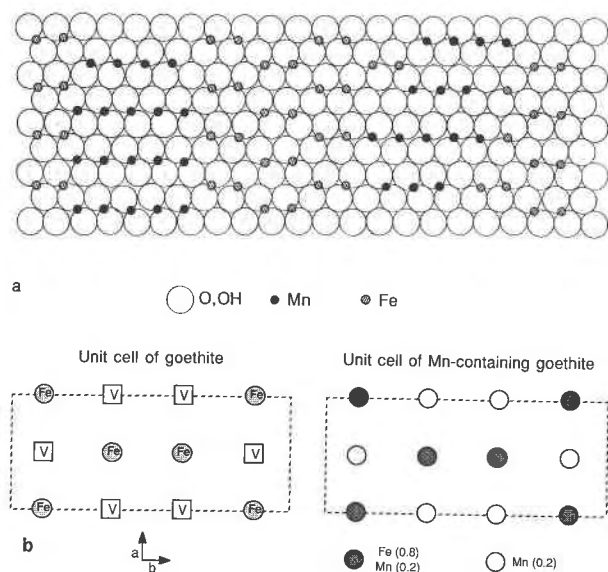 a
O,OH Mn Fe
Unit cell of goethite
Unit cell of Mn-containing goethite
Fe V V Fe
V Fe Fe V
Fe V V Fe
b
a
b
Fe (0.8)
Mn (0.2)
Mn (0.2)